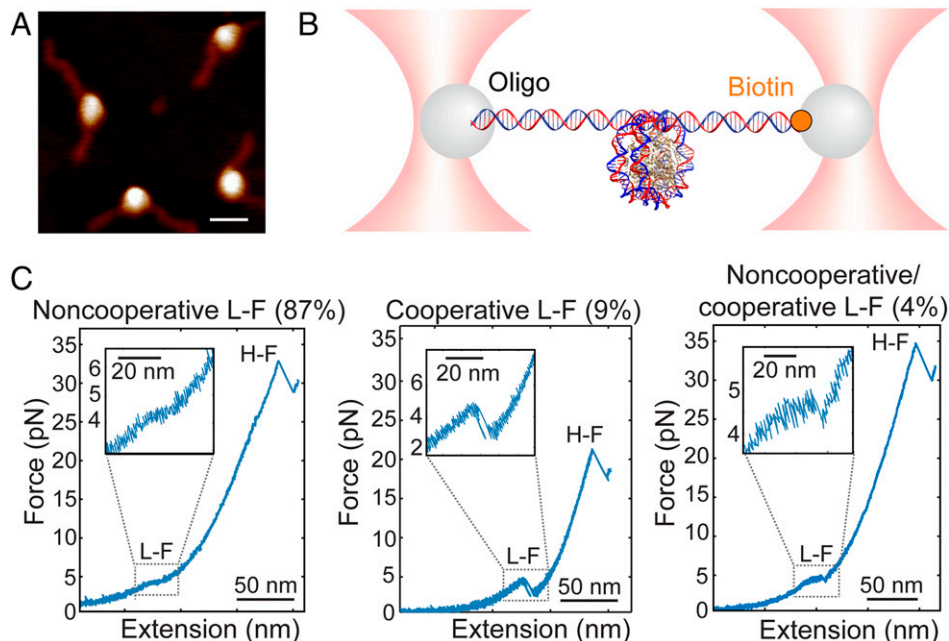 A
B
Oligo
Biotin
C
Noncooperative L-F (87%)
Force (pN)
35
30
25
20
15
10
5
0
6
5
4
20 nm
H-F
L-F
50 nm
Extension (nm)
Cooperative L-F (9%)
Force (pN)
35
30
25
20
15
10
5
0
6
4
2
20 nm
H-F
L-F
50 nm
Extension (nm)
Noncooperative/
cooperative L-F (4%)
Force (pN)
35
30
25
20
15
10
5
0
5
4
20 nm
H-F
L-F
50 nm
Extension (nm)